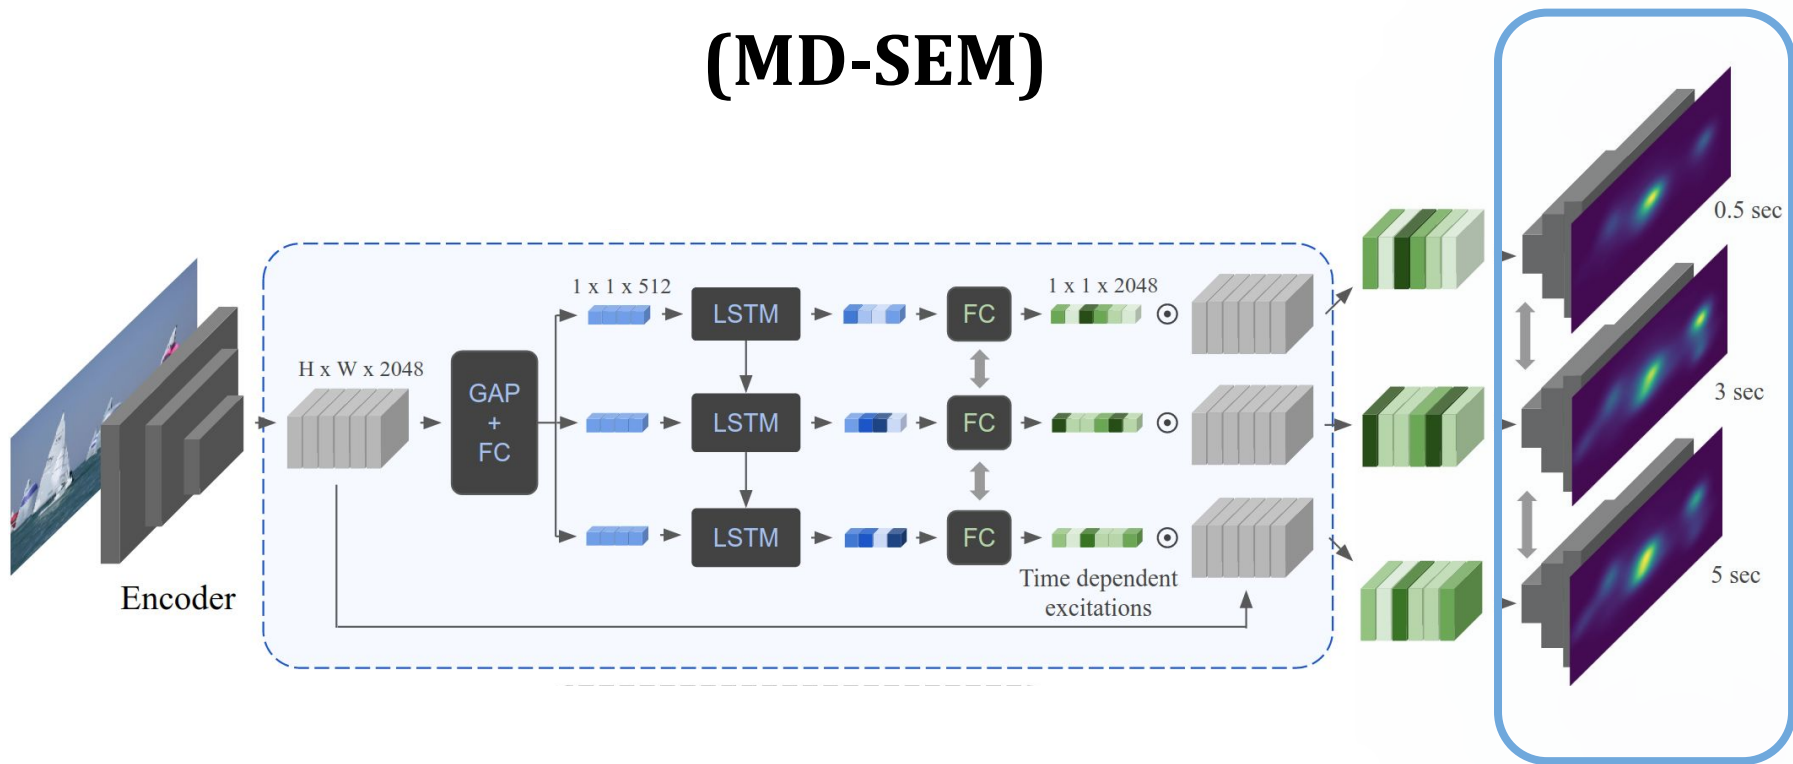 (MD-SEM)
Encoder
H x W x 2048
GAP
+
FC
1 x 1 x 512
LSTM
FC
1 x 1 x 2048
LSTM
FC
LSTM
FC
Time dependent
excitations
0.5 sec
3 sec
5 sec